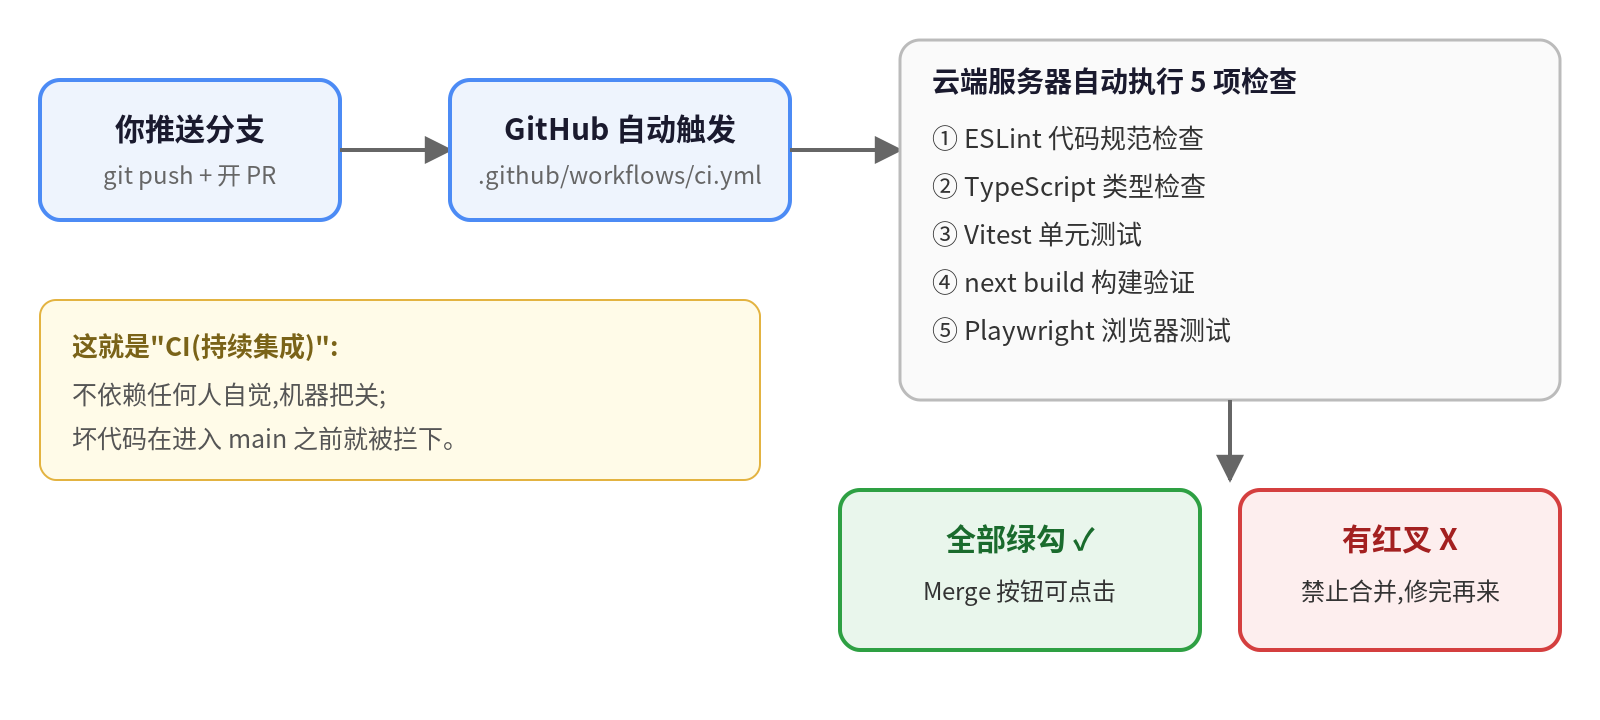 你推送分支
git push + 开 PR
GitHub 自动触发
.github/workflows/ci.yml
云端服务器自动执行 5 项检查
① ESLint 代码规范检查
② TypeScript 类型检查
③ Vitest 单元测试
④ next build 构建验证
⑤ Playwright 浏览器测试
这就是"CI(持续集成)":
不依赖任何人自觉,机器把关;
坏代码在进入 main 之前就被拦下。
全部绿勾 ✓
Merge 按钮可点击
有红叉 X
禁止合并,修完再来